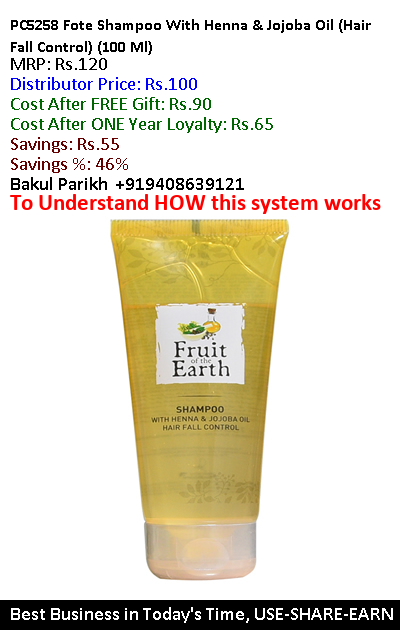 PC5258 Fote Shampoo With Henna & Jojoba Oil (Hair
Fall Control) (100 Ml)
MRP: Rs.120
Distributor Price: Rs.100
Cost After FREE Gift: Rs.90
Cost After ONE Year Loyalty: Rs.65
Savings: Rs.55
Savings %: 46%
Bakul Parikh +919408639121
To Understand HOW this system works
Fruit
of the
Earth
SHAMPOO
WITH HENNA & JOJOBA OIL
HAIR FALL CONTROL
Best Business in Today's Time, USE-SHARE-EARN